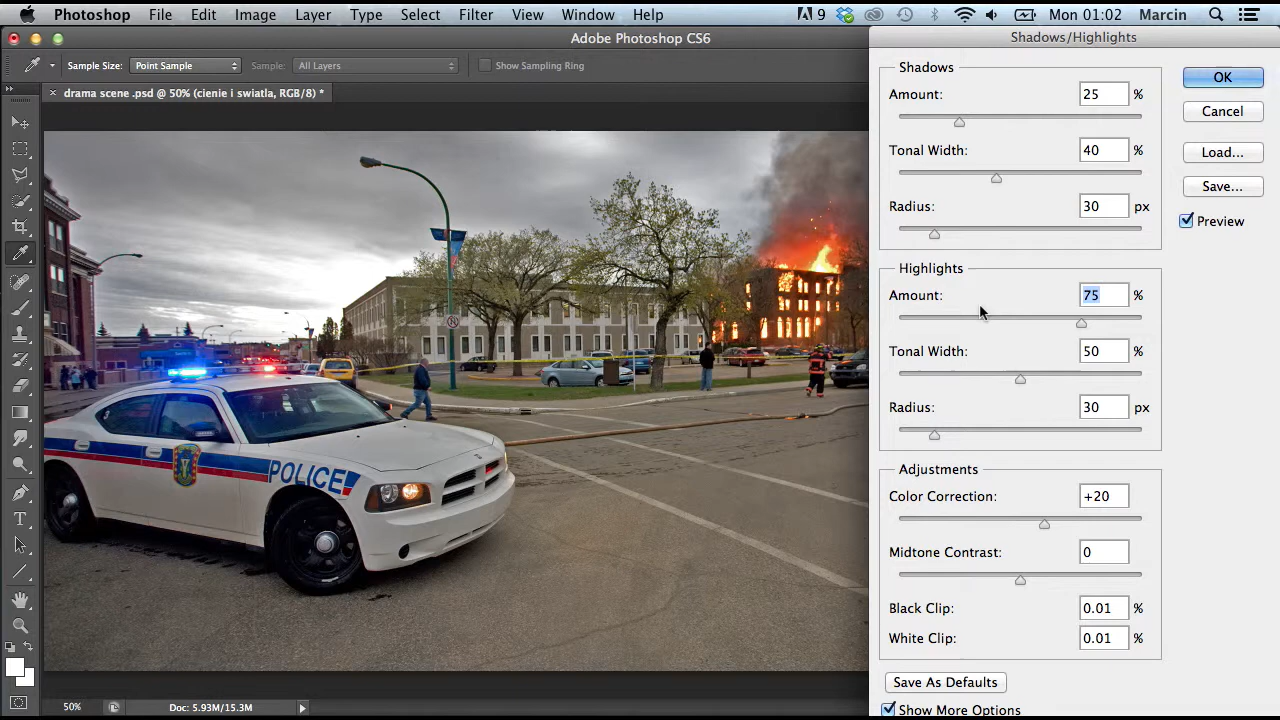 Photoshop File Edit Image Layer Type Select Filter View Window Help 9 Mon 01:02 Marcin
Adobe Photoshop CS6
Shadows/Highlights
Sample Size: Point Sample Sample: All Layers Show Sampling Ring
× drama scene .psd @ 50% (cienie i swiatla, RGB/8) *
Shadows
Amount: 25 %
Tonal Width: 40 %
Radius: 30 px
Highlights
Amount: 75 %
Tonal Width: 50 %
Radius: 30 px
Adjustments
Color Correction: +20
Midtone Contrast: 0
Black Clip: 0.01 %
White Clip: 0.01 %
Save As Defaults
Show More Options
OK
Cancel
Load...
Save...
Preview
POLICE
50% Doc: 5.93M/15.3M